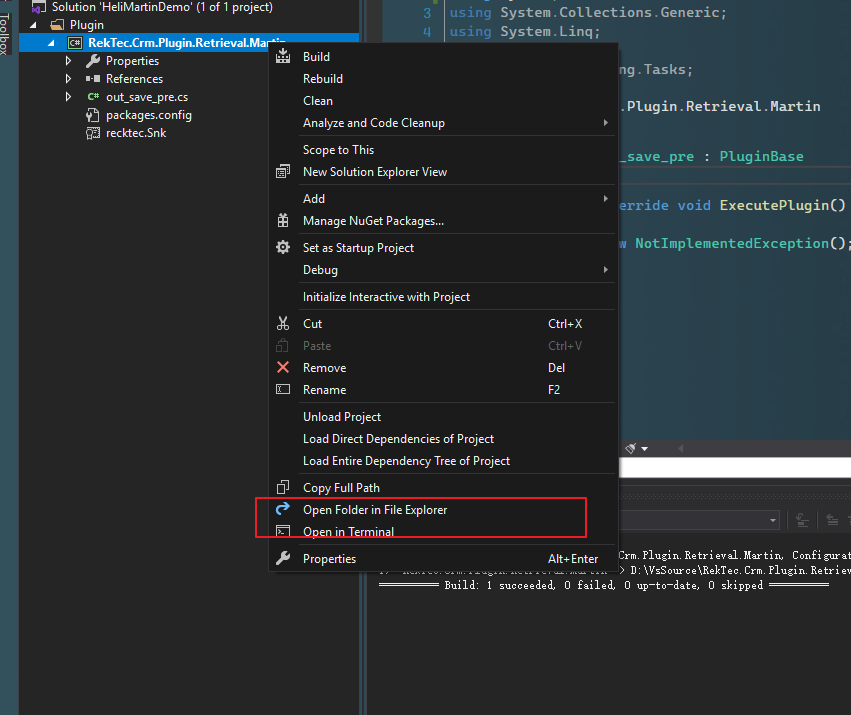 Toolbox
Solution 'HeliMartinDemo' (1 of 1 project)
Plugin
RekTec.Crm.Plugin.Retrieval.Martin
Properties
References
out_save_pre.cs
packages.config
recktec.Snk
Build
Rebuild
Clean
Analyze and Code Cleanup
Scope to This
New Solution Explorer View
Add
Manage NuGet Packages...
Set as Startup Project
Debug
Initialize Interactive with Project
Cut Ctrl+X
Paste Ctrl+V
Remove Del
Rename F2
Unload Project
Load Direct Dependencies of Project
Load Entire Dependency Tree of Project
Copy Full Path
Open Folder in File Explorer
Open in Terminal
Properties Alt+Enter
3 using System.Collections.Generic;
4 using System.Linq;
ng.Tasks;
.Plugin.Retrieval.Martin
_save_pre : PluginBase
erride void ExecutePlugin()
w NotImplementedException();
Crm.Plugin.Retrieval.Martin, Configurat
-> D:\VsSource\RekTec.Crm.Plugin.Retriev
========== Build: 1 succeeded, 0 failed, 0 up-to-date, 0 skipped ==========